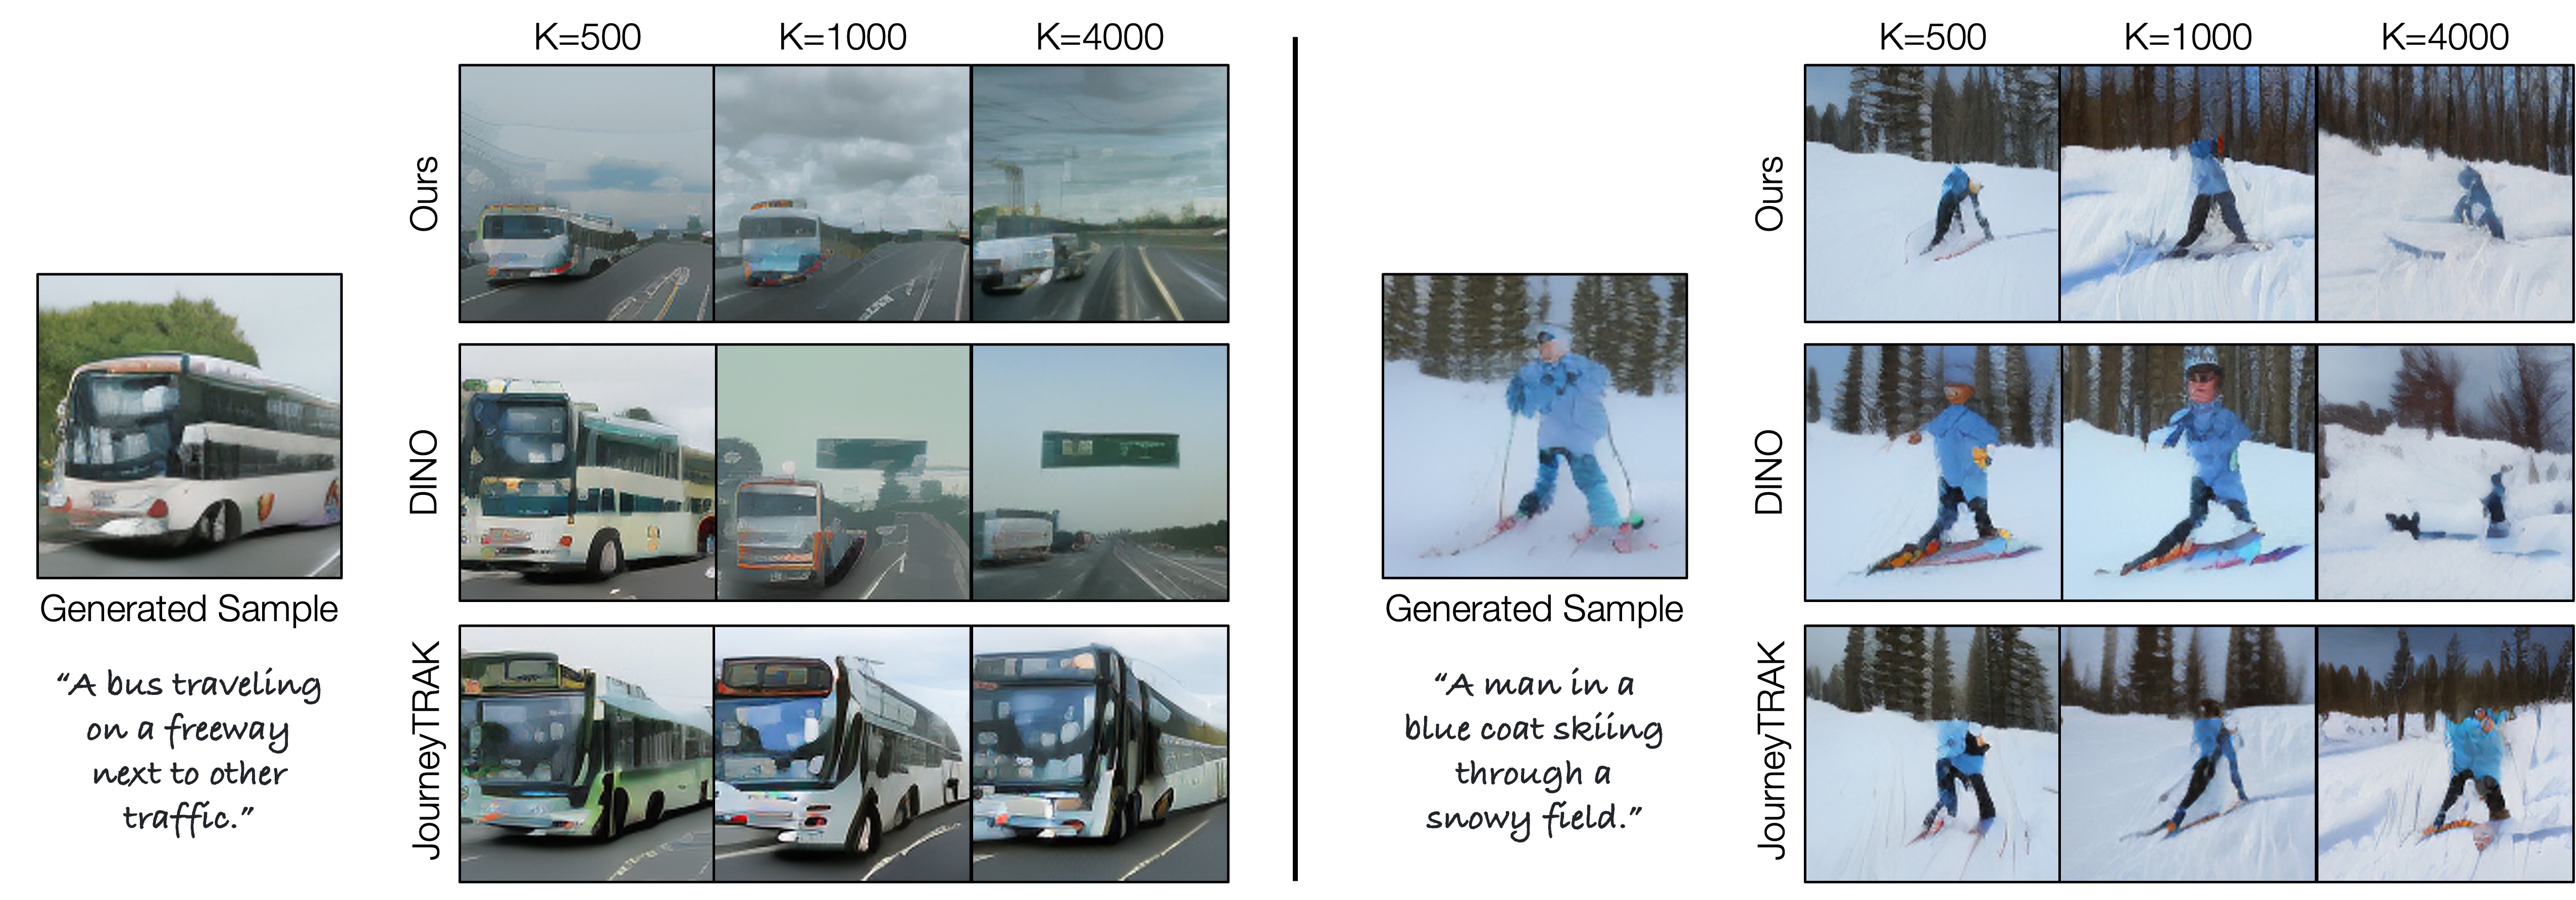 K=500 K=1000 K=4000
Ours
DINO
JourneyTRAK
Generated Sample
“A bus traveling
on a freeway
next to other
traffic.”
K=500 K=1000 K=4000
Ours
DINO
JourneyTRAK
Generated Sample
“A man in a
blue coat skiing
through a
snowy field.”